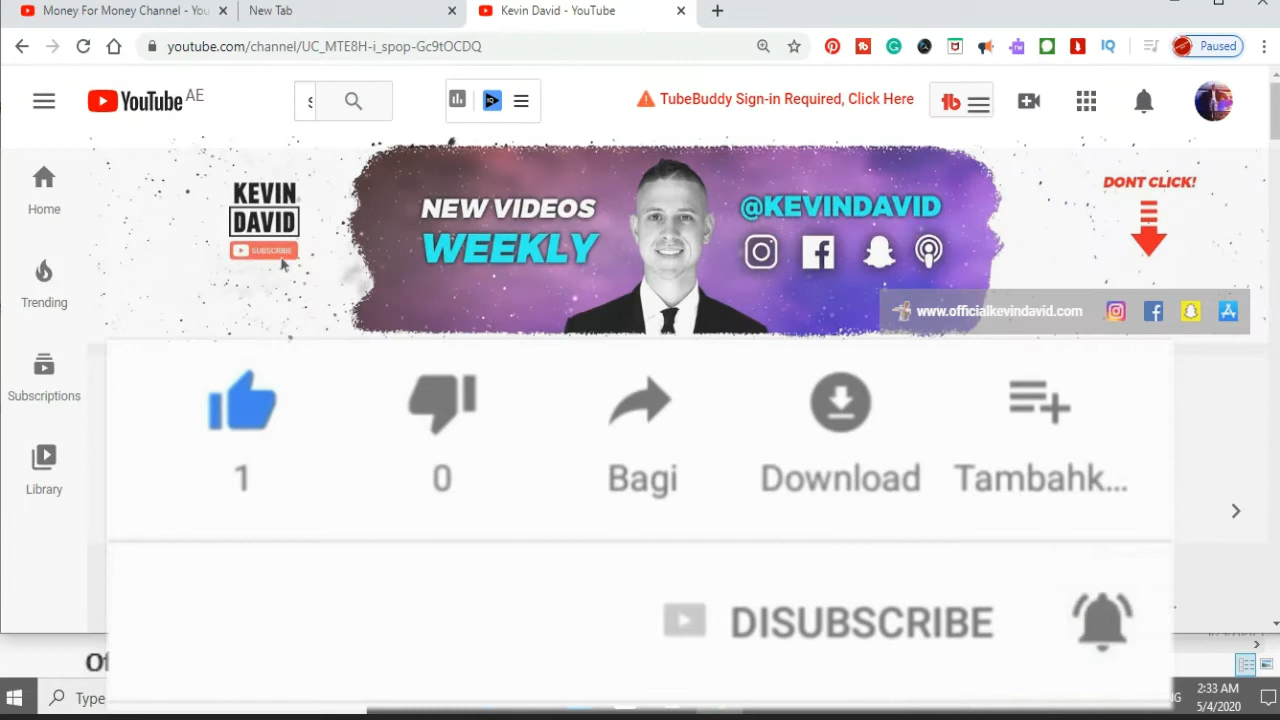 Money For Money Channel - You
New Tab
Kevin David - YouTube
youtube.com/channel/UC_MTE8H-i_spop-Gc9tOCDQ
Paused
YouTube AE
TubeBuddy Sign-in Required, Click Here
Home
Trending
Subscriptions
Library
KEVIN
DAVID
SUBSCRIBE
NEW VIDEOS
WEEKLY
@KEVINDAVID
DONT CLICK!
www.officialkevindavid.com
1
0
Bagi
Download
Tambahk...
DISUBSCRIBE
Type
2:33 AM
5/4/2020